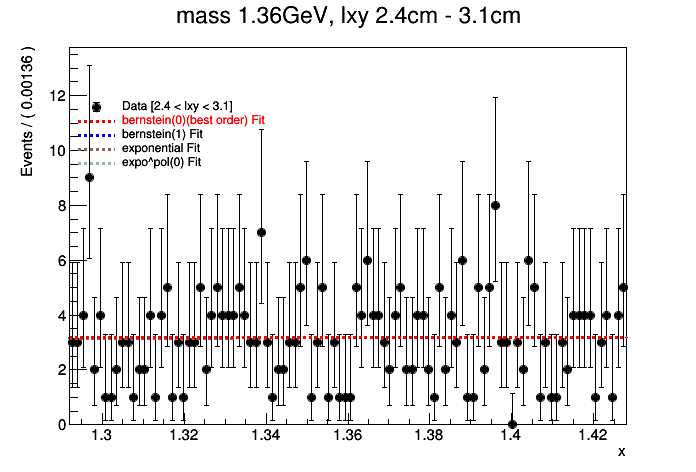 mass 1.36GeV, lxy 2.4cm - 3.1cm
Events / ( 0.00136 )
12
10
8
6
4
2
0
Data [2.4 < lxy < 3.1]
bernstein(0)(best order) Fit
bernstein(1) Fit
exponential Fit
expo^pol(0) Fit
1.3 1.32 1.34 1.36 1.38 1.4 1.42
x